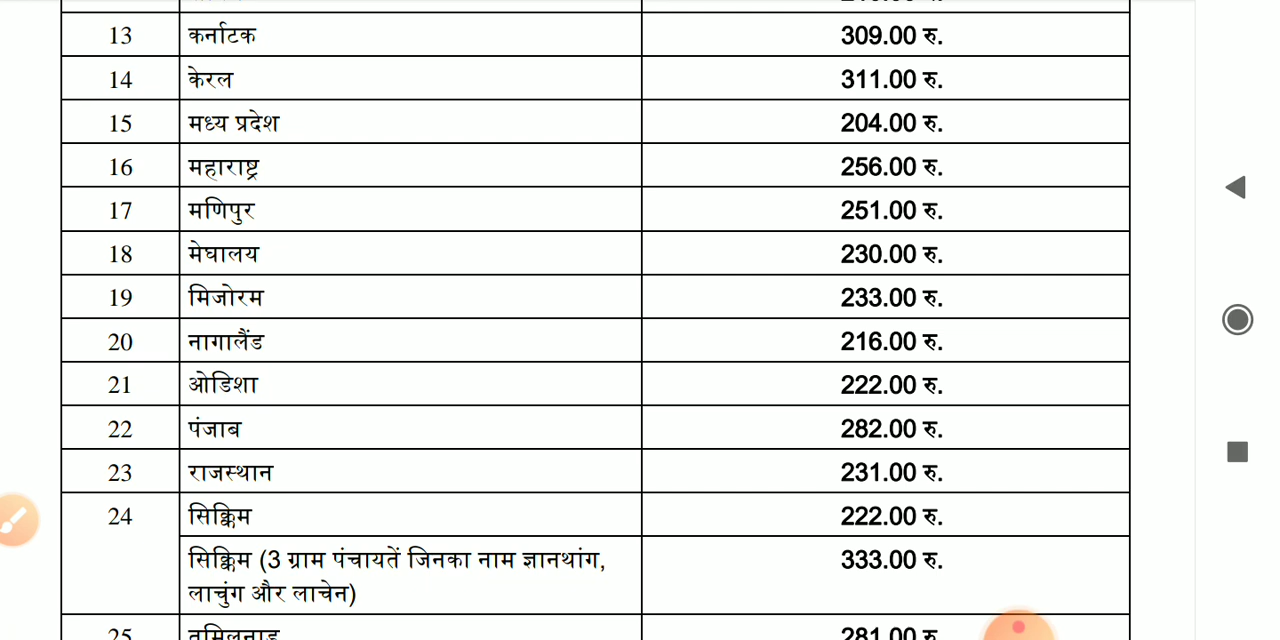 13 कर्नाटक 309.00 रु.
14 केरल 311.00 रु.
15 मध्य प्रदेश 204.00 रु.
16 महाराष्ट्र 256.00 रु.
17 मणिपुर 251.00 रु.
18 मेघालय 230.00 रु.
19 मिजोरम 233.00 रु.
20 नागालैंड 216.00 रु.
21 ओडिशा 222.00 रु.
22 पंजाब 282.00 रु.
23 राजस्थान 231.00 रु.
24 सिक्किम 222.00 रु.
सिक्किम (3 ग्राम पंचायतें जिनका नाम ज्ञानथांग, 333.00 रु.
लाचुंग और लाचेन)
25 तमिलनाडु 281.00 रु.